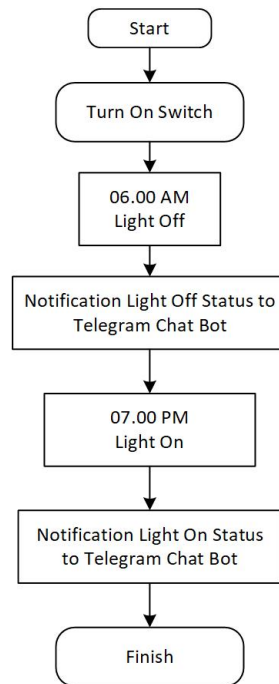 Start
Turn On Switch
06.00 AM
Light Off
Notification Light Off Status to
Telegram Chat Bot
07.00 PM
Light On
Notification Light On Status
to Telegram Chat Bot
Finish